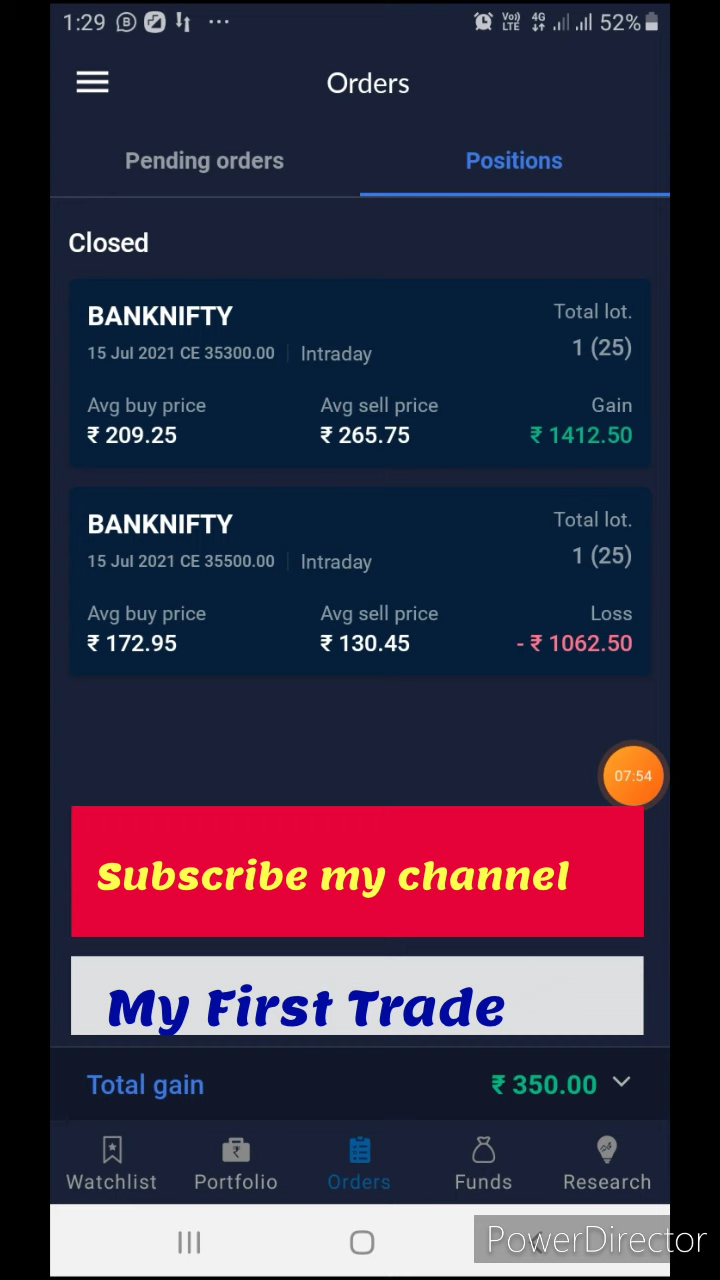 1:29 52%
Orders
Pending orders Positions
Closed
BANKNIFTY Total lot.
15 Jul 2021 CE 35300.00 Intraday 1 (25)
Avg buy price Avg sell price Gain
₹ 209.25 ₹ 265.75 ₹ 1412.50
BANKNIFTY Total lot.
15 Jul 2021 CE 35500.00 Intraday 1 (25)
Avg buy price Avg sell price Loss
₹ 172.95 ₹ 130.45 - ₹ 1062.50
07:54
Subscribe my channel
My First Trade
Total gain ₹ 350.00
Watchlist Portfolio Orders Funds Research
PowerDirector